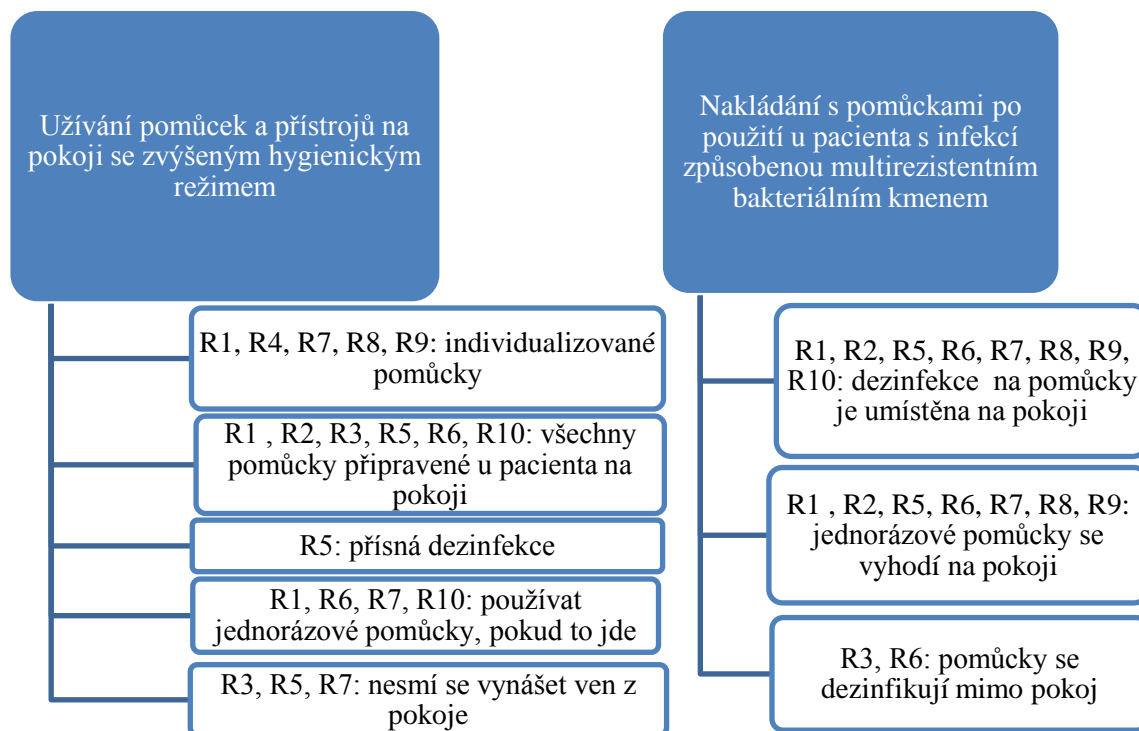 Užívání pomůcek a přístrojů na
pokoji se zvýšeným hygienickým
režimem
R1, R4, R7, R8, R9: individualizované
pomůcky
R1 , R2, R3, R5, R6, R10: všechny
pomůcky připravené u pacienta na
pokoji
R5: přísná dezinfekce
R1, R6, R7, R10: používat
jednorázové pomůcky, pokud to jde
R3, R5, R7: nesmí se vynášet ven z
pokoje
Nakládání s pomůckami po
použití u pacienta s infekcí
způsobenou multirezistentním
bakteriálním kmenem
R1, R2, R5, R6, R7, R8, R9,
R10: dezinfekce na pomůcky
je umístěna na pokoji
R1 , R2, R5, R6, R7, R8, R9:
jednorázové pomůcky se
vyhodí na pokoji
R3, R6: pomůcky se
dezinfikují mimo pokoj